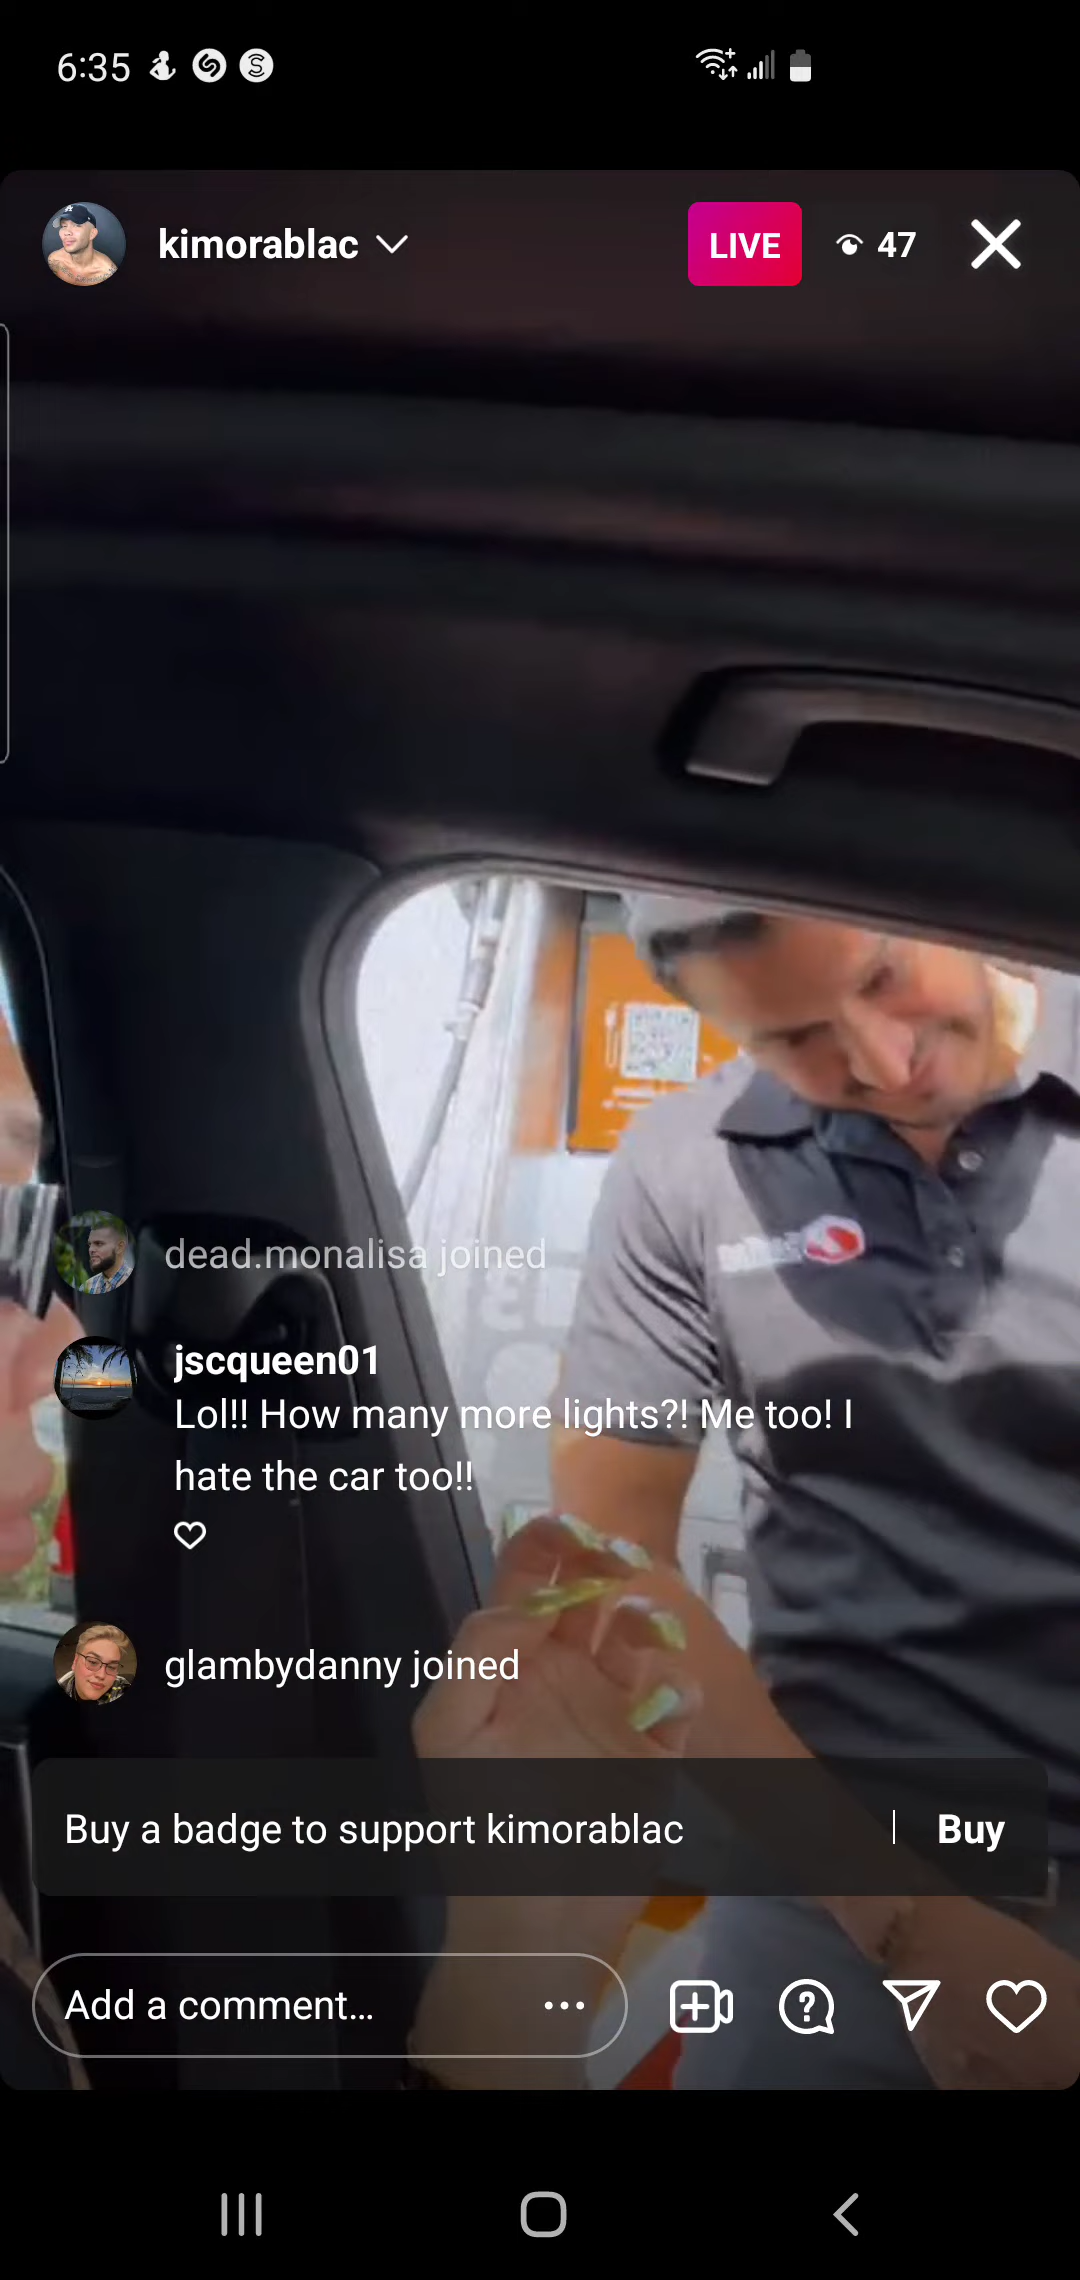 6:35
kimorablac
LIVE
47
dead.monalisa joined
jscqueen01
Lol!! How many more lights?! Me too! I
hate the car too!!
glambydanny joined
Buy a badge to support kimorablac
Buy
Add a comment...